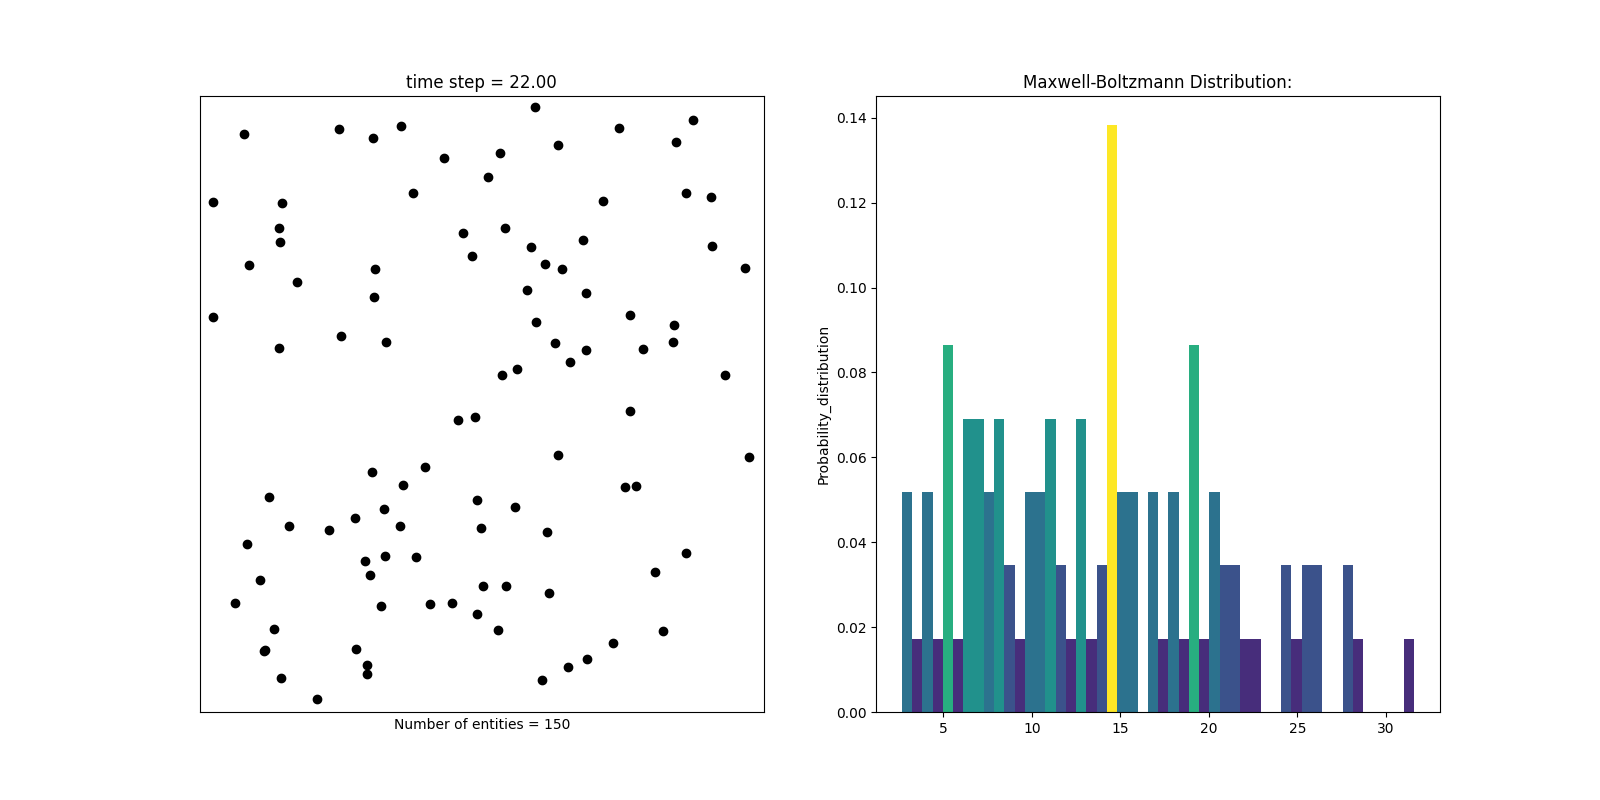 time step = 22.00
Number of entities = 150
Maxwell-Boltzmann Distribution:
Probability_distribution
0.14
0.12
0.10
0.08
0.06
0.04
0.02
0.00
5 10 15 20 25 30